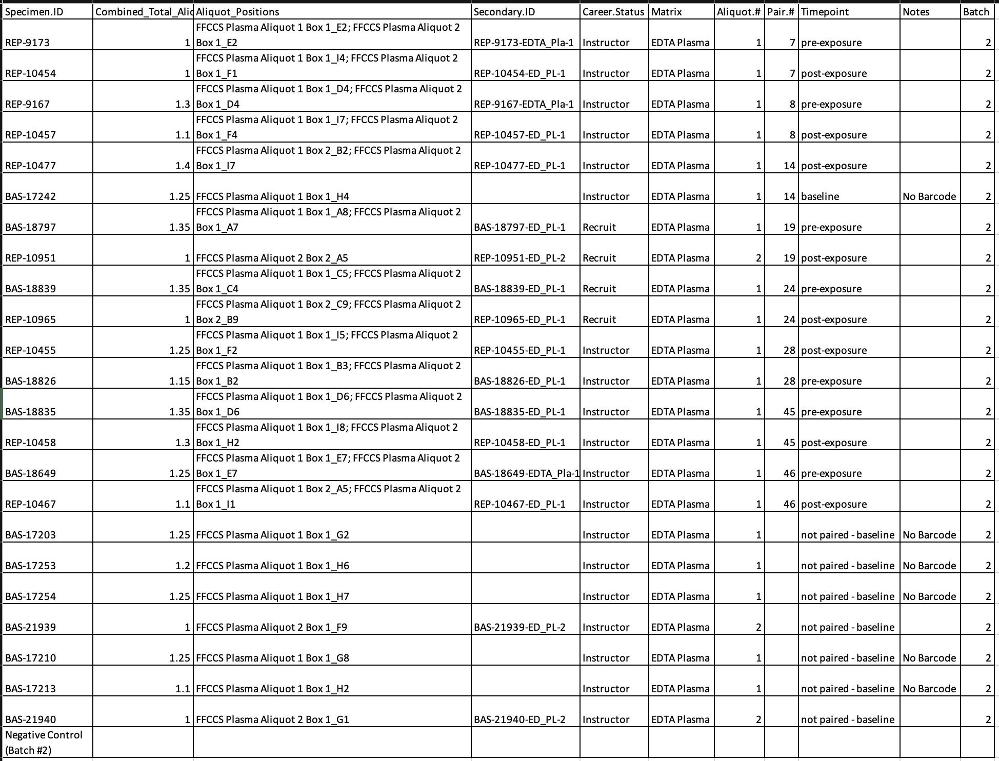 Specimen.ID Combined_Total_Alic Aliquot_Positions Secondary.ID Career.Status Matrix Aliquot.# Pair.# Timepoint Notes Batch
FFCCS Plasma Aliquot 1 Box 1_E2; FFCCS Plasma Aliquot 2
REP-9173 1 Box 1_E2 REP-9173-EDTA_Pla-1 Instructor EDTA Plasma 1 7 pre-exposure 2
FFCCS Plasma Aliquot 1 Box 1_I4; FFCCS Plasma Aliquot 2
REP-10454 1 Box 1_F1 REP-10454-ED_PL-1 Instructor EDTA Plasma 1 7 post-exposure 2
FFCCS Plasma Aliquot 1 Box 1_D4; FFCCS Plasma Aliquot 2
REP-9167 1.3 Box 1_D4 REP-9167-EDTA_Pla-1 Instructor EDTA Plasma 1 8 pre-exposure 2
FFCCS Plasma Aliquot 1 Box 1_I7; FFCCS Plasma Aliquot 2
REP-10457 1.1 Box 1_F4 REP-10457-ED_PL-1 Instructor EDTA Plasma 1 8 post-exposure 2
FFCCS Plasma Aliquot 1 Box 2_B2; FFCCS Plasma Aliquot 2
REP-10477 1.4 Box 1_I7 REP-10477-ED_PL-1 Instructor EDTA Plasma 1 14 post-exposure 2
BAS-17242 1.25 FFCCS Plasma Aliquot 1 Box 1_H4 Instructor EDTA Plasma 1 14 baseline No Barcode 2
FFCCS Plasma Aliquot 1 Box 1_A8; FFCCS Plasma Aliquot 2
BAS-18797 1.35 Box 1_A7 BAS-18797-ED_PL-1 Recruit EDTA Plasma 1 19 pre-exposure 2
REP-10951 1 FFCCS Plasma Aliquot 2 Box 2_A5 REP-10951-ED_PL-2 Recruit EDTA Plasma 2 19 post-exposure 2
FFCCS Plasma Aliquot 1 Box 1_C5; FFCCS Plasma Aliquot 2
BAS-18839 1.35 Box 1_C4 BAS-18839-ED_PL-1 Recruit EDTA Plasma 1 24 pre-exposure 2
FFCCS Plasma Aliquot 1 Box 2_C9; FFCCS Plasma Aliquot 2
REP-10965 1 Box 2_B9 REP-10965-ED_PL-1 Recruit EDTA Plasma 1 24 post-exposure 2
FFCCS Plasma Aliquot 1 Box 1_I5; FFCCS Plasma Aliquot 2
REP-10455 1.25 Box 1_F2 REP-10455-ED_PL-1 Instructor EDTA Plasma 1 28 post-exposure 2
FFCCS Plasma Aliquot 1 Box 1_B3; FFCCS Plasma Aliquot 2
BAS-18826 1.15 Box 1_B2 BAS-18826-ED_PL-1 Instructor EDTA Plasma 1 28 pre-exposure 2
FFCCS Plasma Aliquot 1 Box 1_D6; FFCCS Plasma Aliquot 2
BAS-18835 1.35 Box 1_D6 BAS-18835-ED_PL-1 Instructor EDTA Plasma 1 45 pre-exposure 2
FFCCS Plasma Aliquot 1 Box 1_I8; FFCCS Plasma Aliquot 2
REP-10458 1.3 Box 1_H2 REP-10458-ED_PL-1 Instructor EDTA Plasma 1 45 post-exposure 2
FFCCS Plasma Aliquot 1 Box 1_E7; FFCCS Plasma Aliquot 2
BAS-18649 1.25 Box 1_E7 BAS-18649-EDTA_Pla-1 Instructor EDTA Plasma 1 46 pre-exposure 2
FFCCS Plasma Aliquot 1 Box 2_A5; FFCCS Plasma Aliquot 2
REP-10467 1.1 Box 1_I1 REP-10467-ED_PL-1 Instructor EDTA Plasma 1 46 post-exposure 2
BAS-17203 1.25 FFCCS Plasma Aliquot 1 Box 1_G2 Instructor EDTA Plasma 1 not paired - baseline No Barcode 2
BAS-17253 1.2 FFCCS Plasma Aliquot 1 Box 1_H6 Instructor EDTA Plasma 1 not paired - baseline No Barcode 2
BAS-17254 1.25 FFCCS Plasma Aliquot 1 Box 1_H7 Instructor EDTA Plasma 1 not paired - baseline No Barcode 2
BAS-21939 1 FFCCS Plasma Aliquot 2 Box 1_F9 BAS-21939-ED_PL-2 Instructor EDTA Plasma 2 not paired - baseline 2
BAS-17210 1.25 FFCCS Plasma Aliquot 1 Box 1_G8 Instructor EDTA Plasma 1 not paired - baseline No Barcode 2
BAS-17213 1.1 FFCCS Plasma Aliquot 1 Box 1_H2 Instructor EDTA Plasma 1 not paired - baseline No Barcode 2
BAS-21940 1 FFCCS Plasma Aliquot 2 Box 1_G1 BAS-21940-ED_PL-2 Instructor EDTA Plasma 2 not paired - baseline 2
Negative Control
(Batch #2)